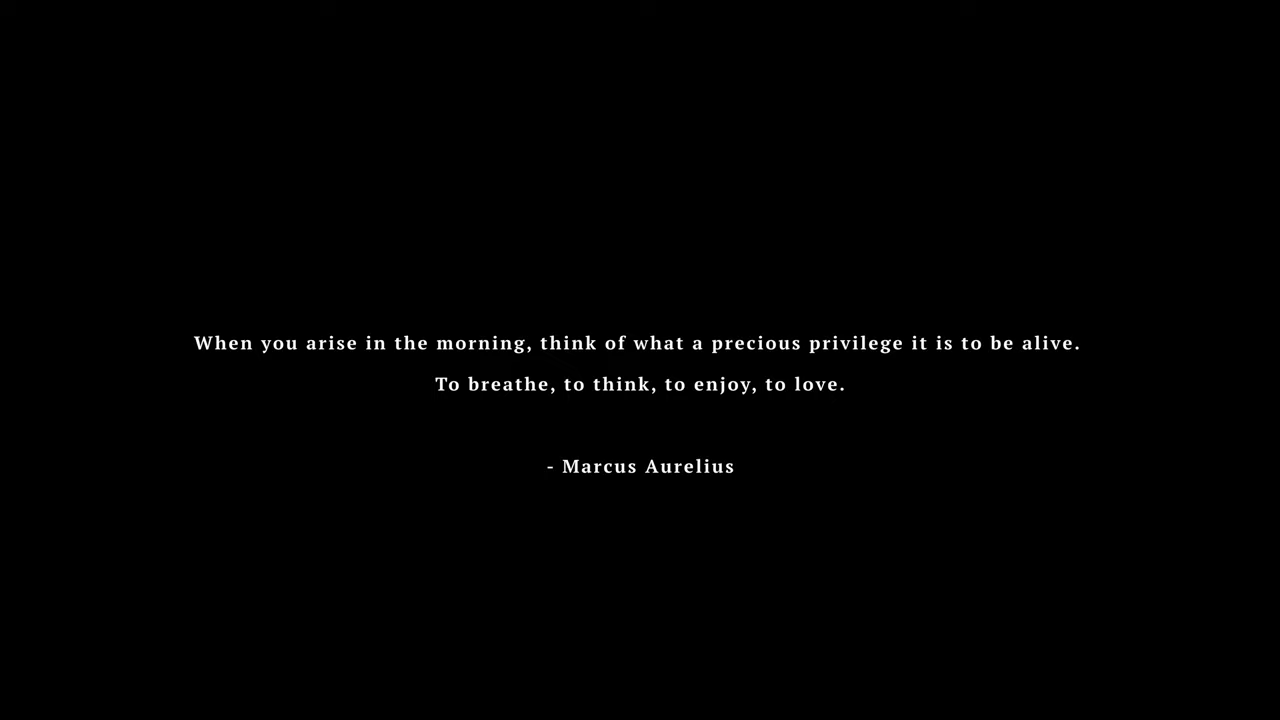 When you arise in the morning, think of what a precious privilege it is to be alive.
To breathe, to think, to enjoy, to love.
- Marcus Aurelius